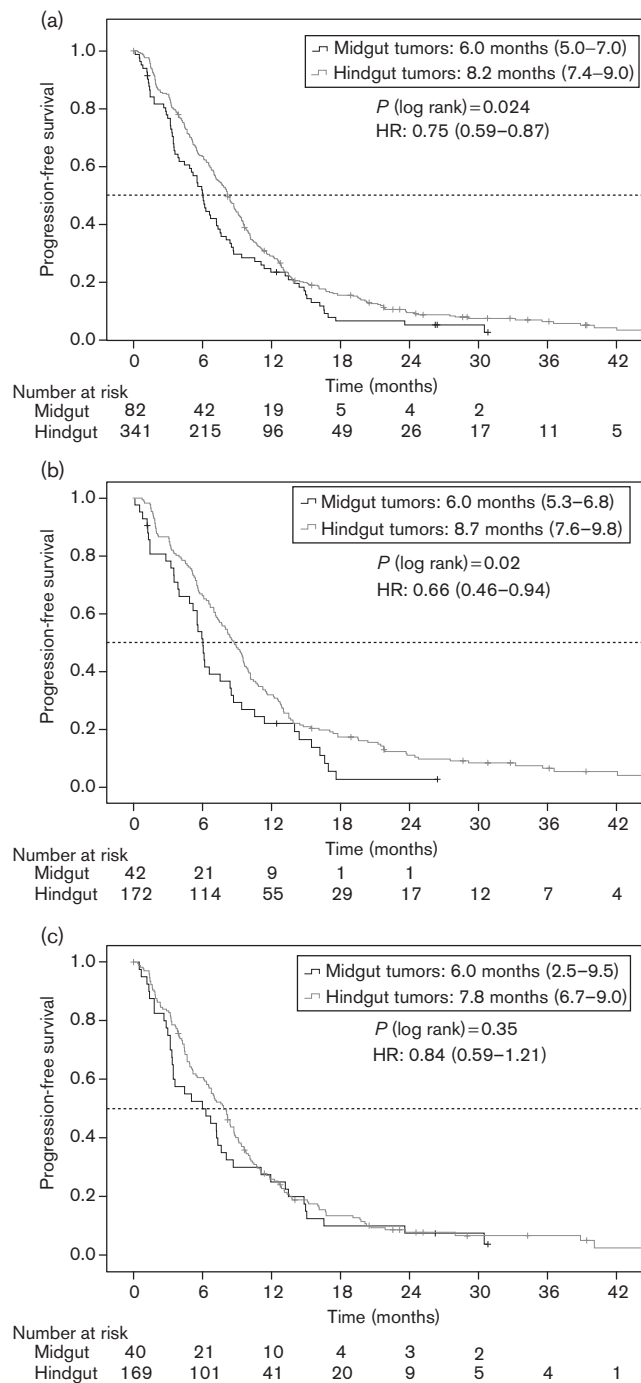 (a)
1.0
0.8
0.6
0.4
0.2
0.0
Progression-free survival
Midgut tumors: 6.0 months (5.0–7.0)
Hindgut tumors: 8.2 months (7.4–9.0)
P (log rank)=0.024
HR: 0.75 (0.59–0.87)
0 6 12 18 24 30 36 42
Time (months)
Number at risk
Midgut 82 42 19 5 4 2
Hindgut 341 215 96 49 26 17 11 5
(b)
1.0
0.8
0.6
0.4
0.2
0.0
Progression-free survival
Midgut tumors: 6.0 months (5.3–6.8)
Hindgut tumors: 8.7 months (7.6–9.8)
P (log rank)=0.02
HR: 0.66 (0.46–0.94)
0 6 12 18 24 30 36 42
Time (months)
Number at risk
Midgut 42 21 9 1 1
Hindgut 172 114 55 29 17 12 7 4
(c)
1.0
0.8
0.6
0.4
0.2
0.0
Progression-free survival
Midgut tumors: 6.0 months (2.5–9.5)
Hindgut tumors: 7.8 months (6.7–9.0)
P (log rank)=0.35
HR: 0.84 (0.59–1.21)
0 6 12 18 24 30 36 42
Time (months)
Number at risk
Midgut 40 21 10 4 3 2
Hindgut 169 101 41 20 9 5 4 1